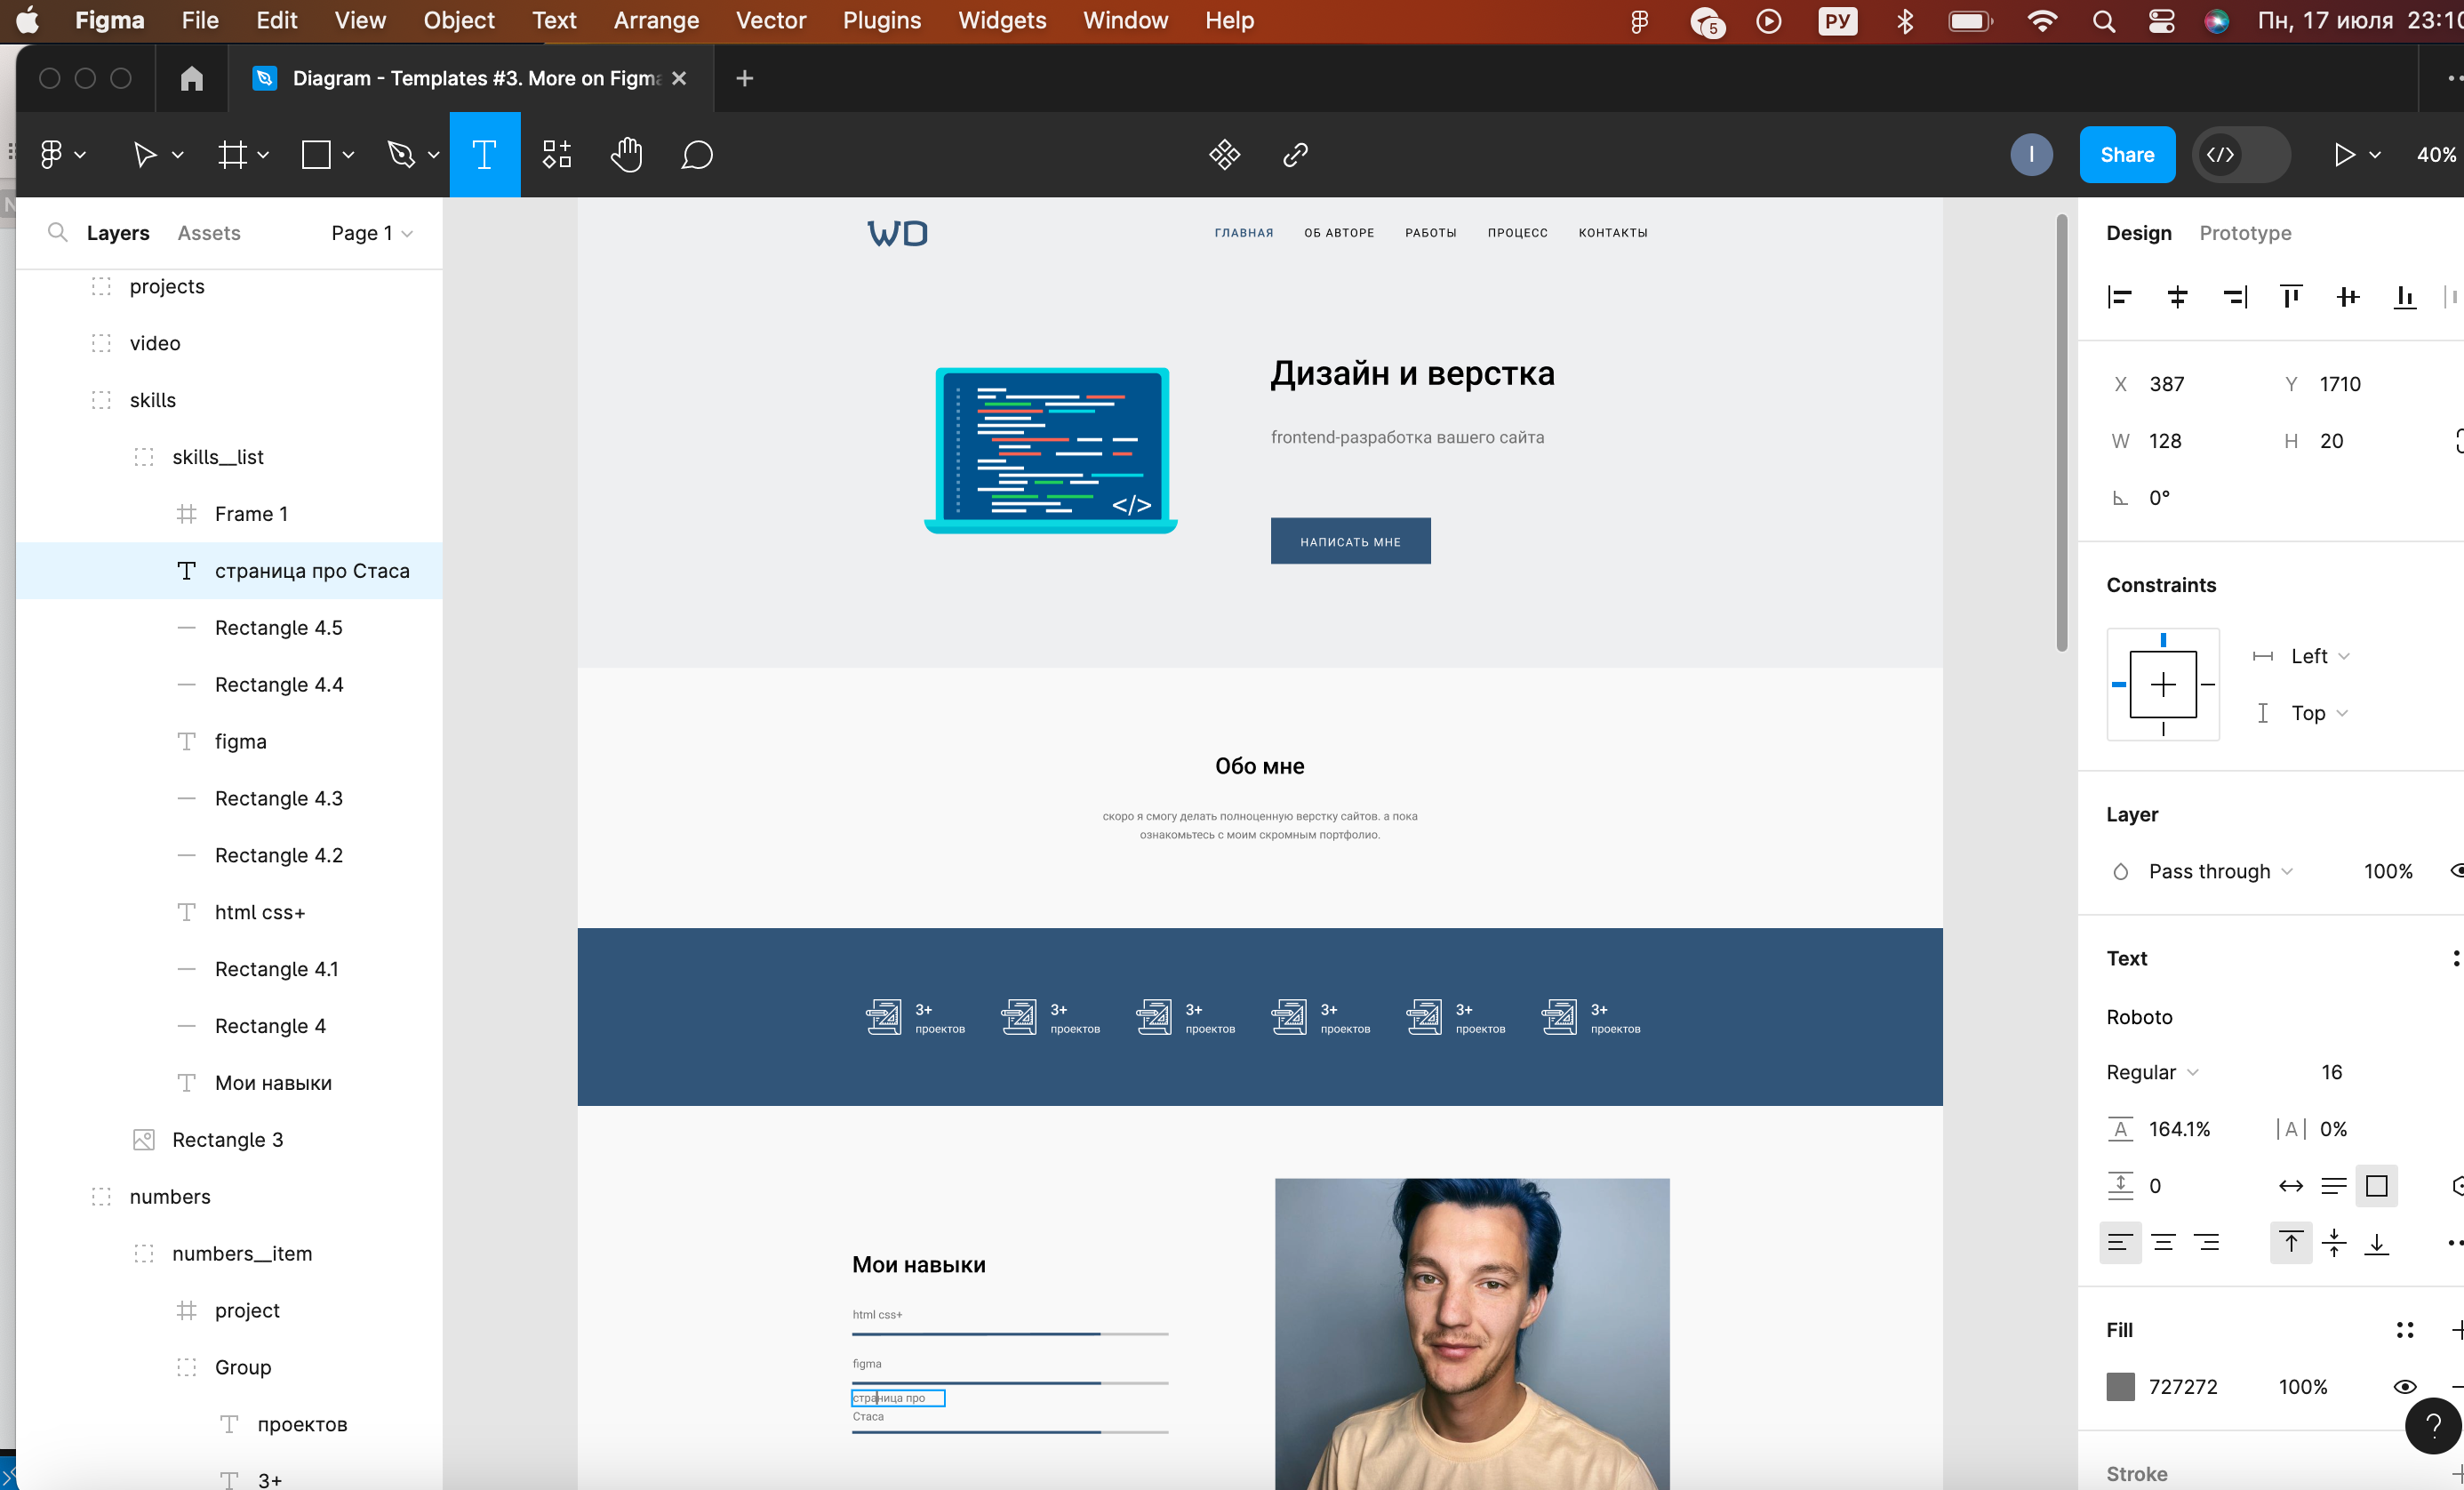 Figma File Edit View Object Text Arrange Vector Plugins Widgets Window Help 5 РУ Пн, 17 июля 23:10
Diagram - Templates #3. More on Figma
Share 40%
Layers Assets Page 1
projects
video
skills
skills__list
Frame 1
страница про Стаса
Rectangle 4.5
Rectangle 4.4
figma
Rectangle 4.3
Rectangle 4.2
html css+
Rectangle 4.1
Rectangle 4
Мои навыки
Rectangle 3
numbers
numbers__item
project
Group
проектов
3+
WD ГЛАВНАЯ ОБ АВТОРЕ РАБОТЫ ПРОЦЕСС КОНТАКТЫ
Дизайн и верстка
frontend-разработка вашего сайта
</>
НАПИСАТЬ МНЕ
Обо мне
скоро я смогу делать полноценную верстку сайтов. а пока
ознакомьтесь с моим скромным портфолио.
3+ 3+ 3+ 3+ 3+ 3+
проектов проектов проектов проектов проектов проектов
Мои навыки
html css+
figma
страница про
Стаса
Design Prototype
X 387 Y 1710
W 128 H 20
0°
Constraints
Left
Top
Layer
Pass through 100%
Text
Roboto
Regular 16
A 164.1% |A| 0%
0
Fill
727272 100%
?
Stroke